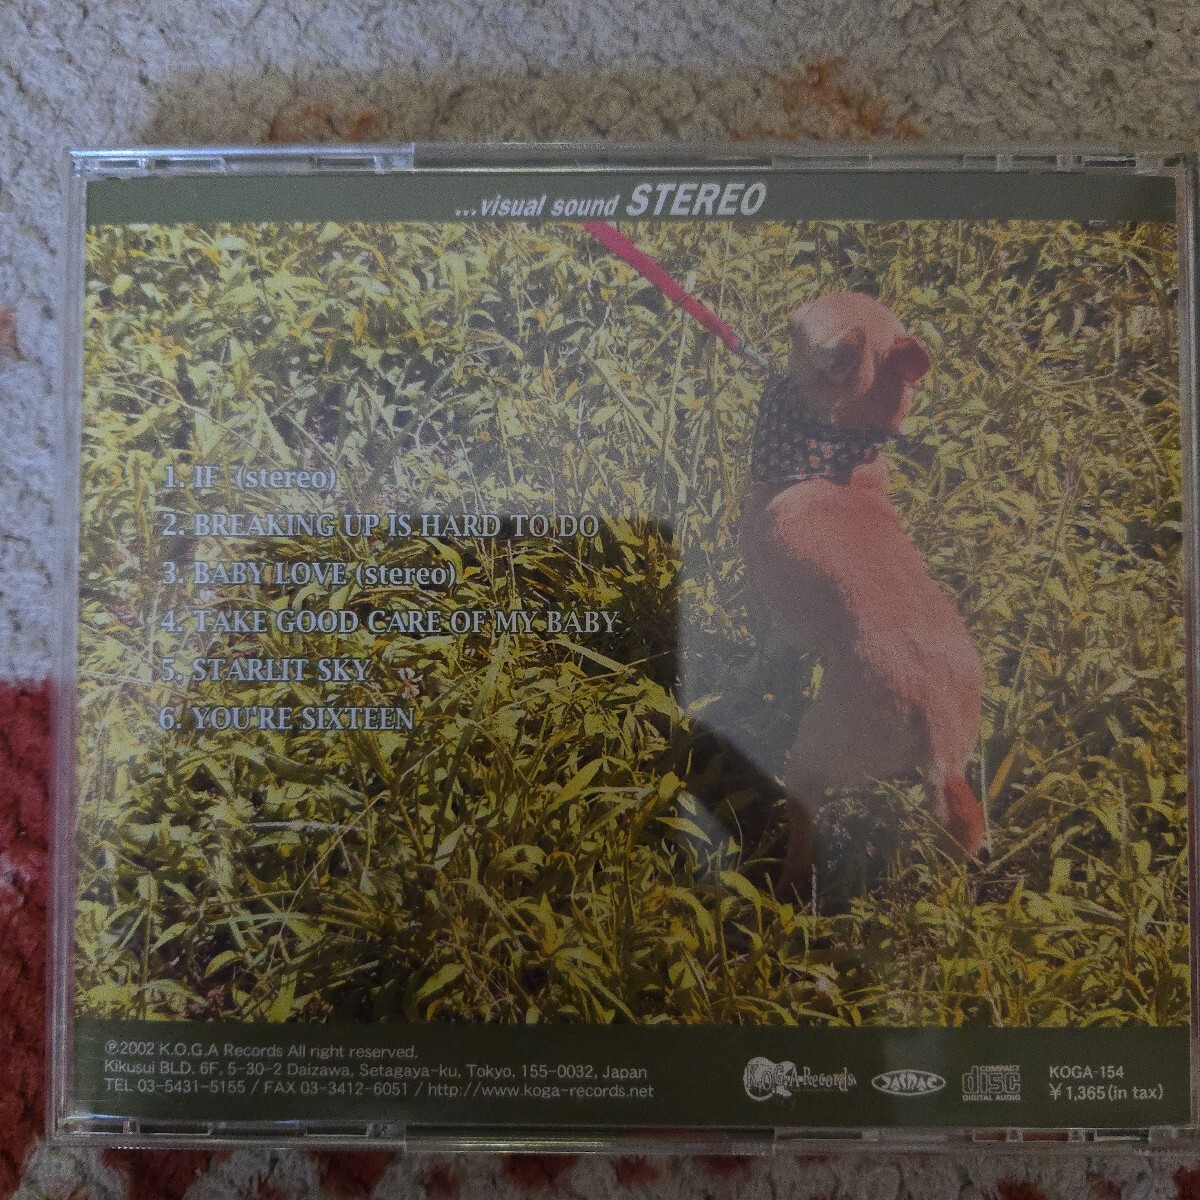 ...visual sound STEREO
1. IF (stereo)
2. BREAKING UP IS HARD TO DO
3. BABY LOVE (stereo)
4. TAKE GOOD CARE OF MY BABY
5. STARLIT SKY
6. YOU'RE SIXTEEN
℗2002 K.O.G.A Records All right reserved.
Kikusui BLD. 6F, 5-30-2 Daizawa, Setagaya-ku, Tokyo, 155-0032, Japan
TEL 03-5431-5155 / FAX 03-3412-6051 / http://www.koga-records.net
K.O.G.A Records
JASRAC
COMPACT
disc
DIGITAL AUDIO
KOGA-154
¥1,365(in tax)